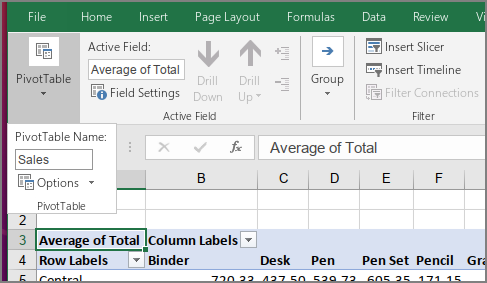 File Home Insert Page Layout Formulas Data Review
PivotTable
Active Field:
Average of Total
Field Settings
Drill Down
Drill Up
Active Field
Group
Insert Slicer
Insert Timeline
Filter Connections
Filter
PivotTable Name:
Sales
Options
PivotTable
fx Average of Total
B C D E F
2
3 Average of Total Column Labels
4 Row Labels Binder Desk Pen Pen Set Pencil
5 Central 720.33 437.50 539.73 605.35 171.15